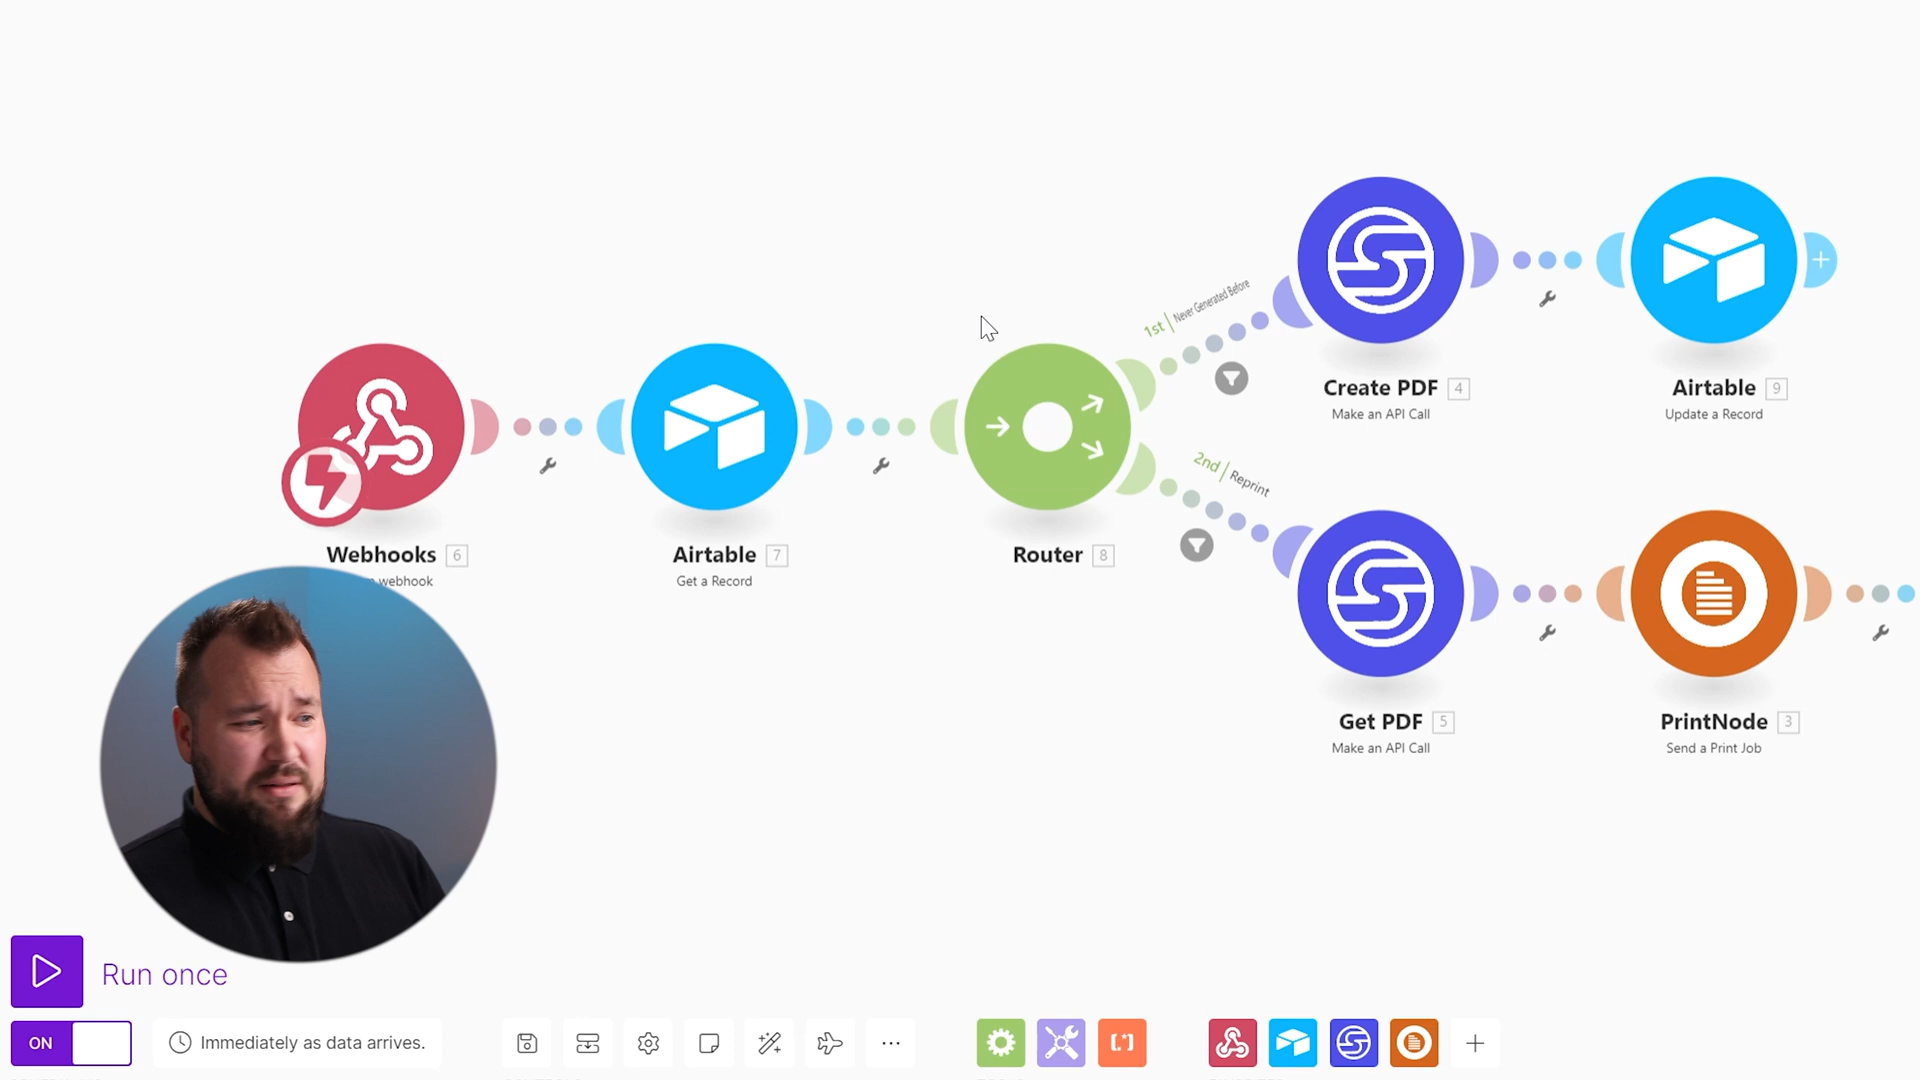 1st | Never Generated Before
Create PDF 4
Make an API Call
Airtable 9
Update a Record
2nd | Reprint
Webhooks 6
webhook
Airtable 7
Get a Record
Router 8
Get PDF 5
Make an API Call
PrintNode 3
Send a Print Job
Run once
ON
Immediately as data arrives.
[.*]